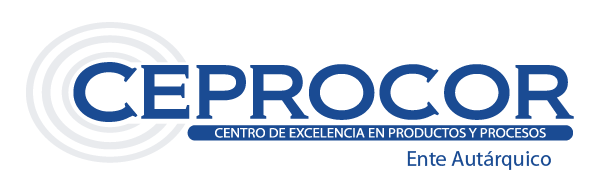 CEPROCOR
CENTRO DE EXCELENCIA EN PRODUCTOS Y PROCESOS
Ente Autárquico